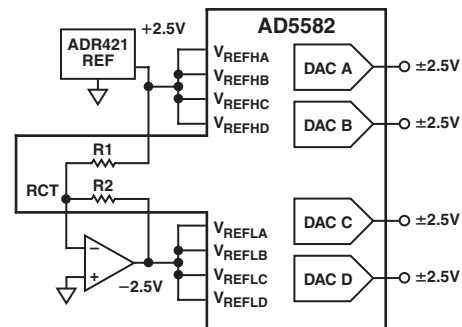 AD5582
+2.5V
ADR421
REF
VREFHA
VREFHB
VREFHC
VREFHD
DAC A
±2.5V
DAC B
±2.5V
R1
RCT
R2
VREFLA
VREFLB
VREFLC
VREFLD
DAC C
±2.5V
DAC D
±2.5V
−
+
−2.5V